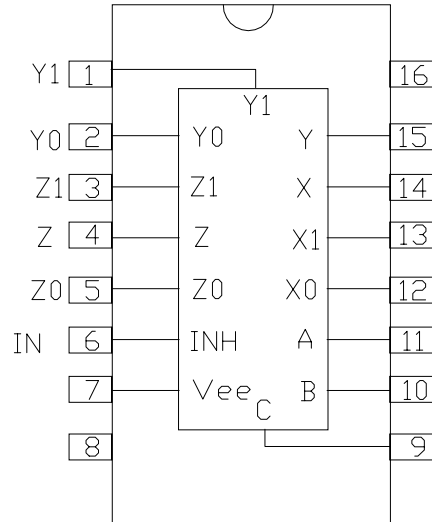 Y1 1 16
Y1
Y0 2 Y0 Y 15
Z1 3 Z1 X 14
Z 4 Z X1 13
Z0 5 Z0 X0 12
IN 6 INH A 11
7 Vee B 10
C
8 9